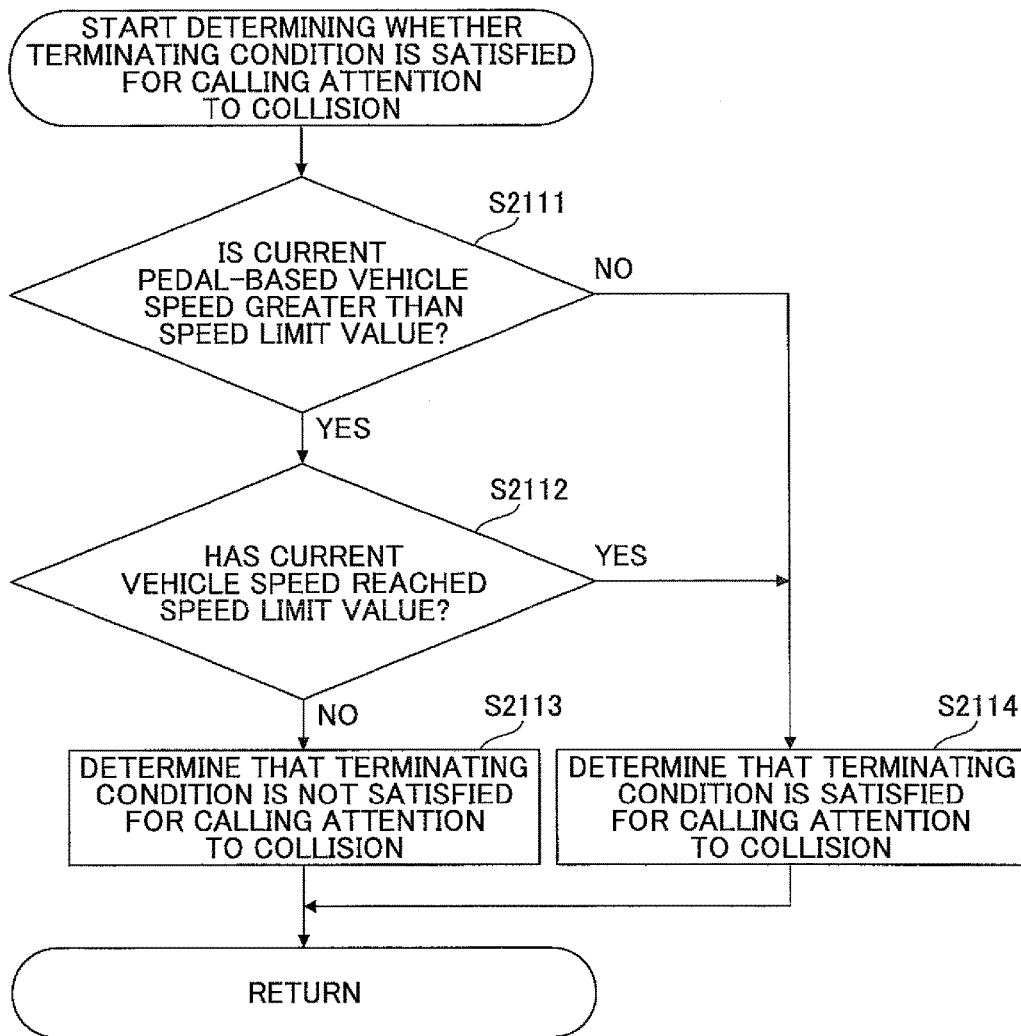 START DETERMINING WHETHER
TERMINATING CONDITION IS SATISFIED
FOR CALLING ATTENTION
TO COLLISION
S2111
IS CURRENT
PEDAL-BASED VEHICLE
SPEED GREATER THAN
SPEED LIMIT VALUE?
NO
YES
S2112
HAS CURRENT
VEHICLE SPEED REACHED
SPEED LIMIT VALUE?
YES
NO
S2113
DETERMINE THAT TERMINATING
CONDITION IS NOT SATISFIED
FOR CALLING ATTENTION
TO COLLISION
S2114
DETERMINE THAT TERMINATING
CONDITION IS SATISFIED
FOR CALLING ATTENTION
TO COLLISION
RETURN